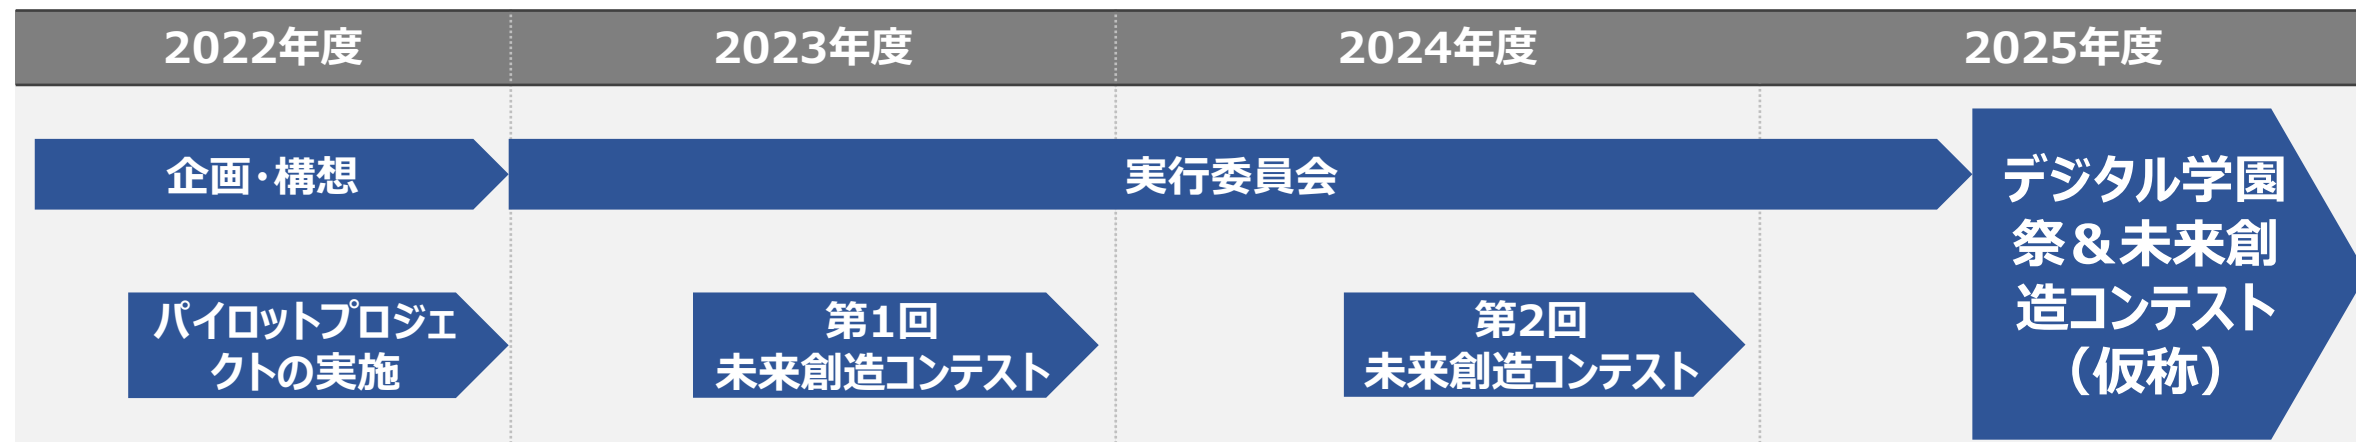 2022年度
2023年度
2024年度
2025年度
企画・構想
実行委員会
デジタル学園
祭＆未来創
造コンテスト
（仮称）
パイロットプロジェ
クトの実施
第1回
未来創造コンテスト
第2回
未来創造コンテスト